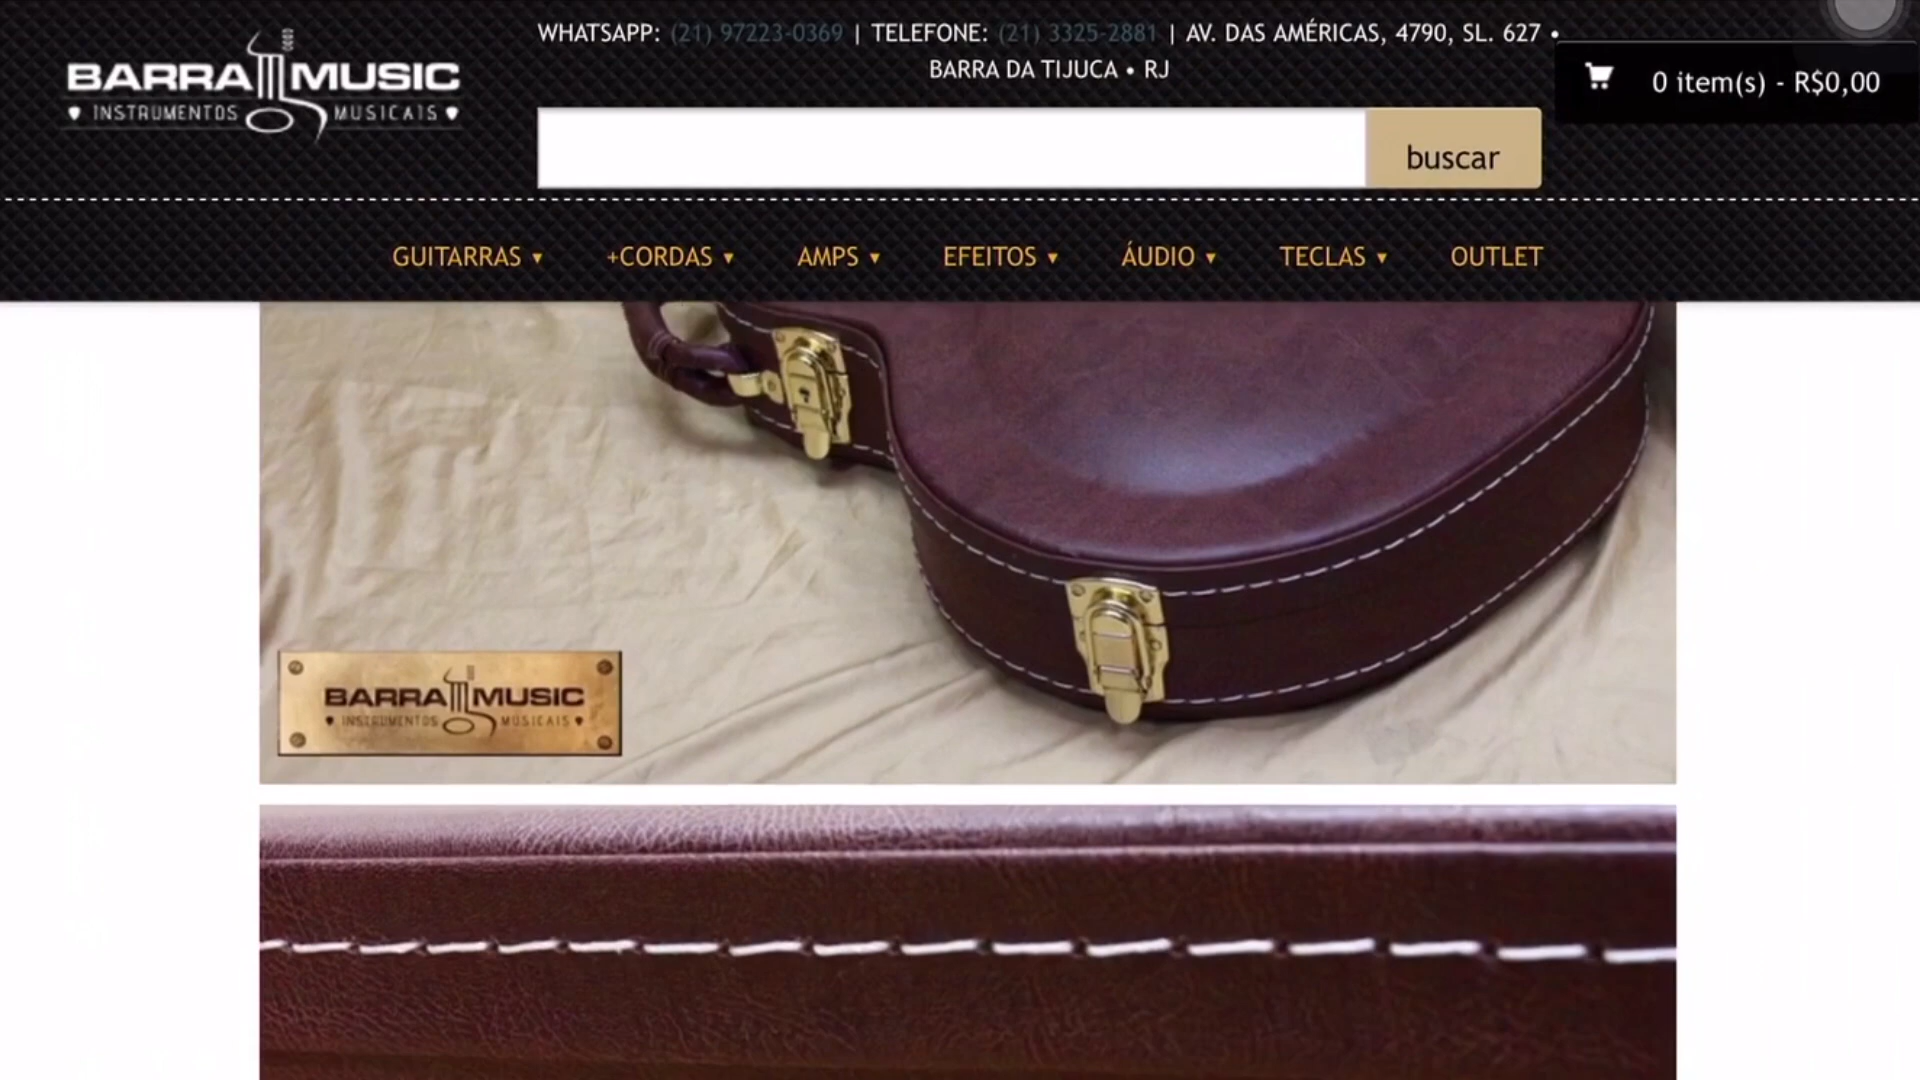 BARRA MUSIC
INSTRUMENTOS MUSICAIS
WHATSAPP: (21) 97223-0369 | TELEFONE: (21) 3325-2881 | AV. DAS AMÉRICAS, 4790, SL. 627 •
BARRA DA TIJUCA • RJ
0 item(s) - R$0,00
buscar
GUITARRAS ▼ +CORDAS ▼ AMPS ▼ EFEITOS ▼ ÁUDIO ▼ TECLAS ▼ OUTLET
BARRA MUSIC
INSTRUMENTOS MUSICAIS